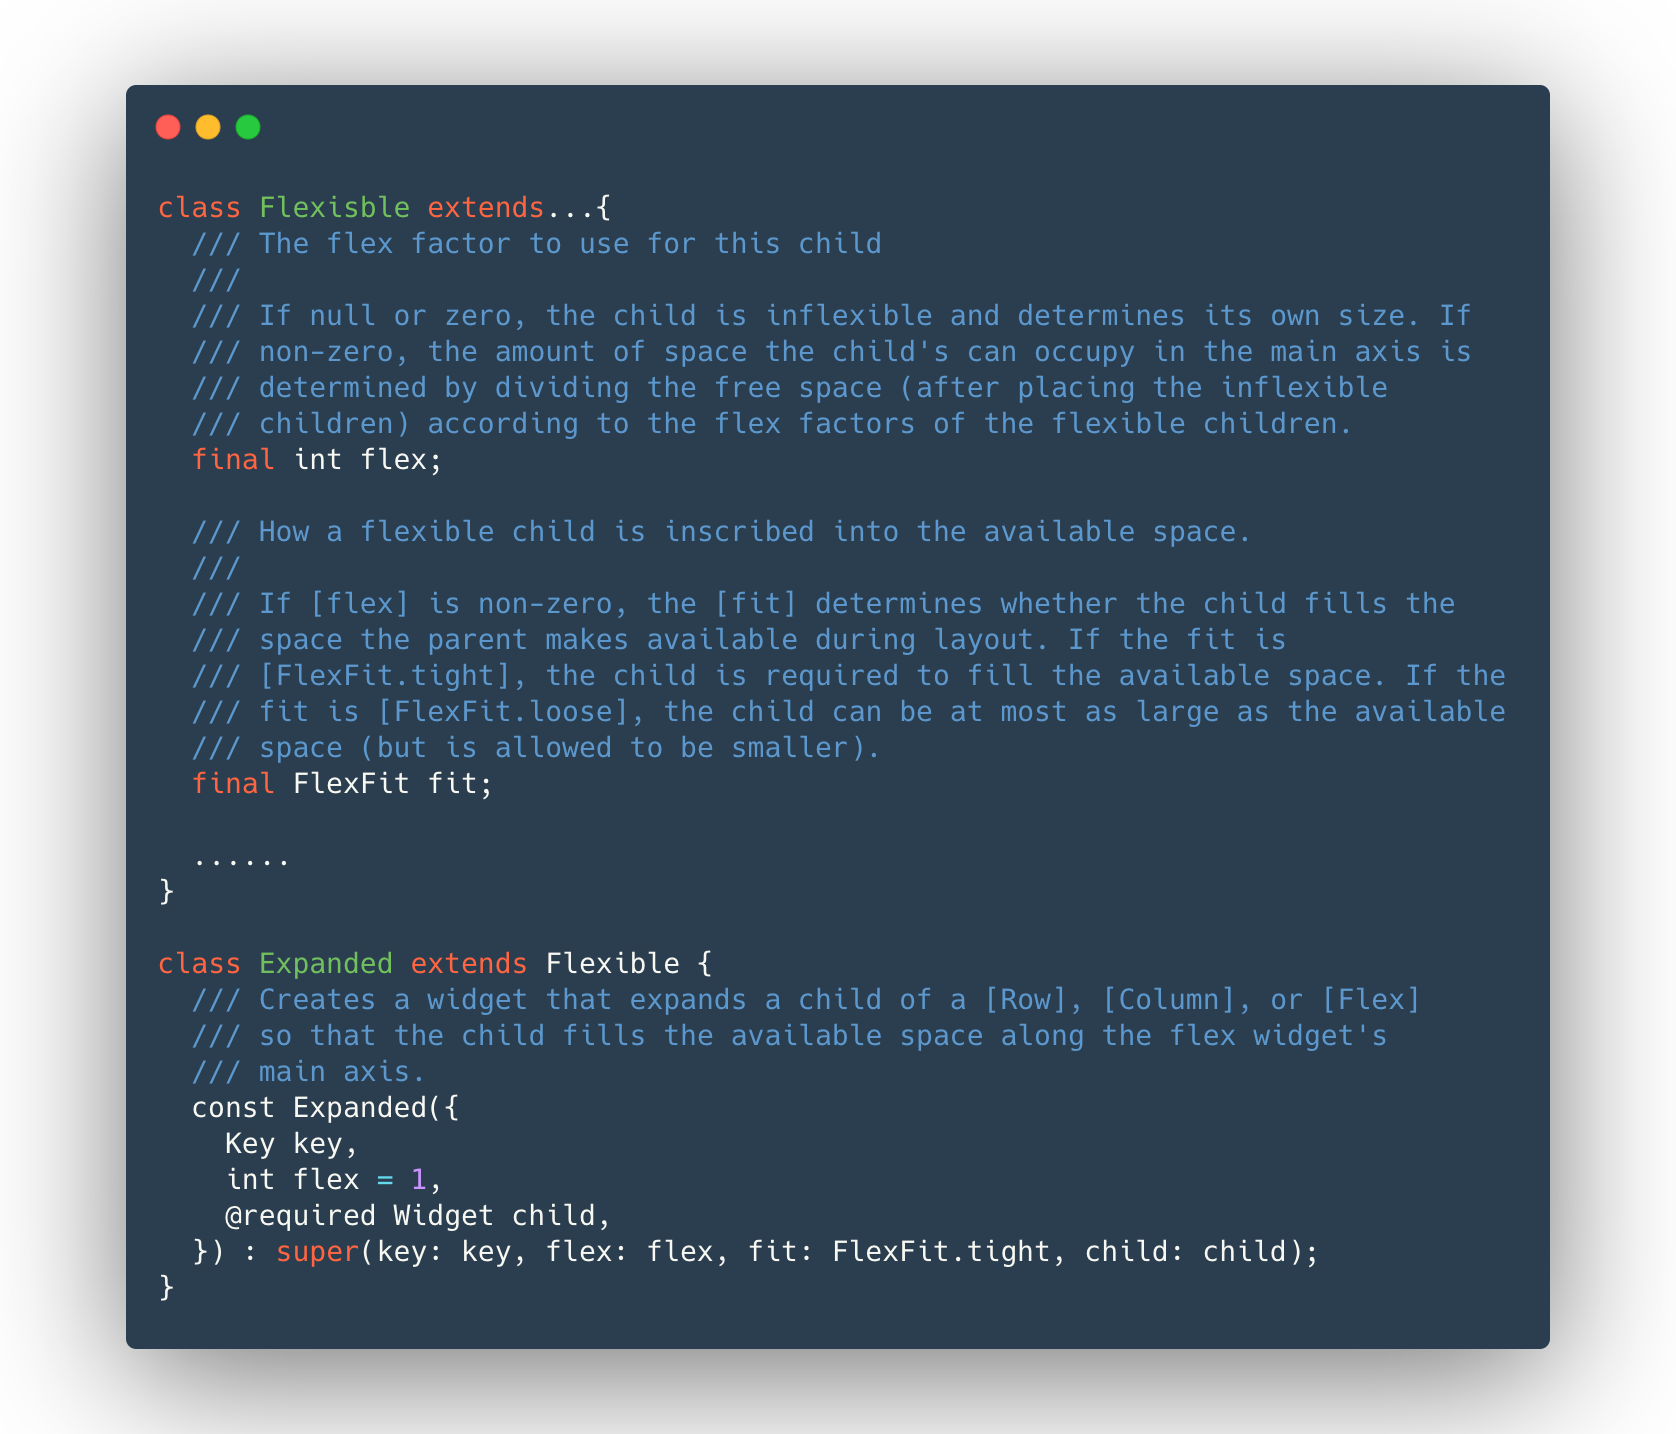 class Flexisble extends...{
  /// The flex factor to use for this child
  ///
  /// If null or zero, the child is inflexible and determines its own size. If
  /// non-zero, the amount of space the child's can occupy in the main axis is
  /// determined by dividing the free space (after placing the inflexible
  /// children) according to the flex factors of the flexible children.
  final int flex;

  /// How a flexible child is inscribed into the available space.
  ///
  /// If [flex] is non-zero, the [fit] determines whether the child fills the
  /// space the parent makes available during layout. If the fit is
  /// [FlexFit.tight], the child is required to fill the available space. If the
  /// fit is [FlexFit.loose], the child can be at most as large as the available
  /// space (but is allowed to be smaller).
  final FlexFit fit;

  ......
}

class Expanded extends Flexible {
  /// Creates a widget that expands a child of a [Row], [Column], or [Flex]
  /// so that the child fills the available space along the flex widget's
  /// main axis.
  const Expanded({
    Key key,
    int flex = 1,
    @required Widget child,
  }) : super(key: key, flex: flex, fit: FlexFit.tight, child: child);
}